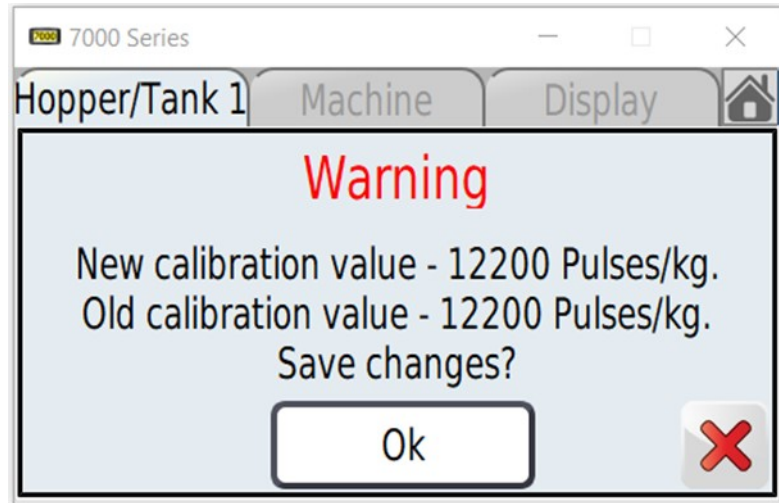 7000 7000 Series
Hopper/Tank 1 Machine Display
Warning
New calibration value - 12200 Pulses/kg.
Old calibration value - 12200 Pulses/kg.
Save changes?
Ok